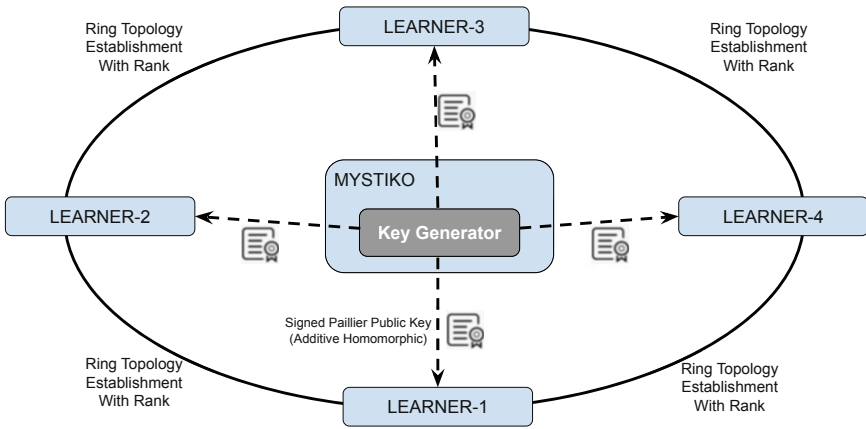 LEARNER-3
Ring Topology
Establishment
With Rank
Ring Topology
Establishment
With Rank
MYSTIKO
LEARNER-2
Key Generator
LEARNER-4
Signed Paillier Public Key
(Additive Homomorphic)
Ring Topology
Establishment
With Rank
Ring Topology
Establishment
With Rank
LEARNER-1